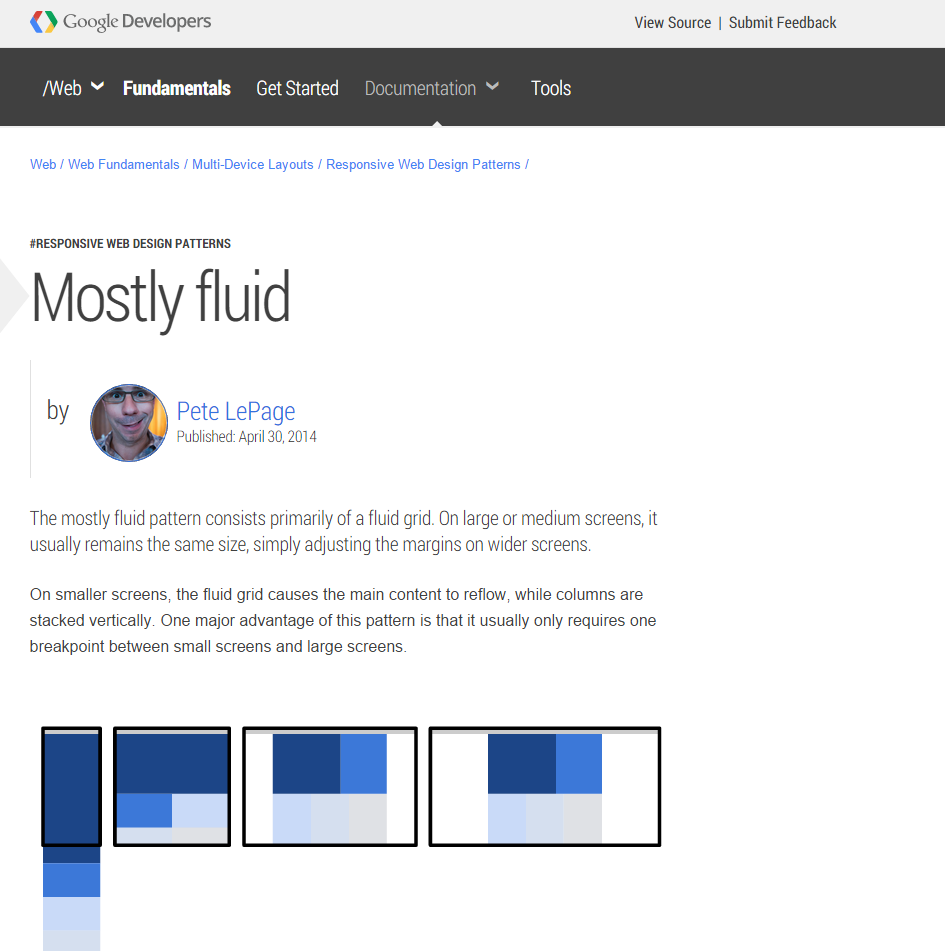 Google Developers
View Source | Submit Feedback
/Web Fundamentals Get Started Documentation Tools
Web / Web Fundamentals / Multi-Device Layouts / Responsive Web Design Patterns /
#RESPONSIVE WEB DESIGN PATTERNS
Mostly fluid
by
Pete LePage
Published: April 30, 2014
The mostly fluid pattern consists primarily of a fluid grid. On large or medium screens, it
usually remains the same size, simply adjusting the margins on wider screens.
On smaller screens, the fluid grid causes the main content to reflow, while columns are
stacked vertically. One major advantage of this pattern is that it usually only requires one
breakpoint between small screens and large screens.